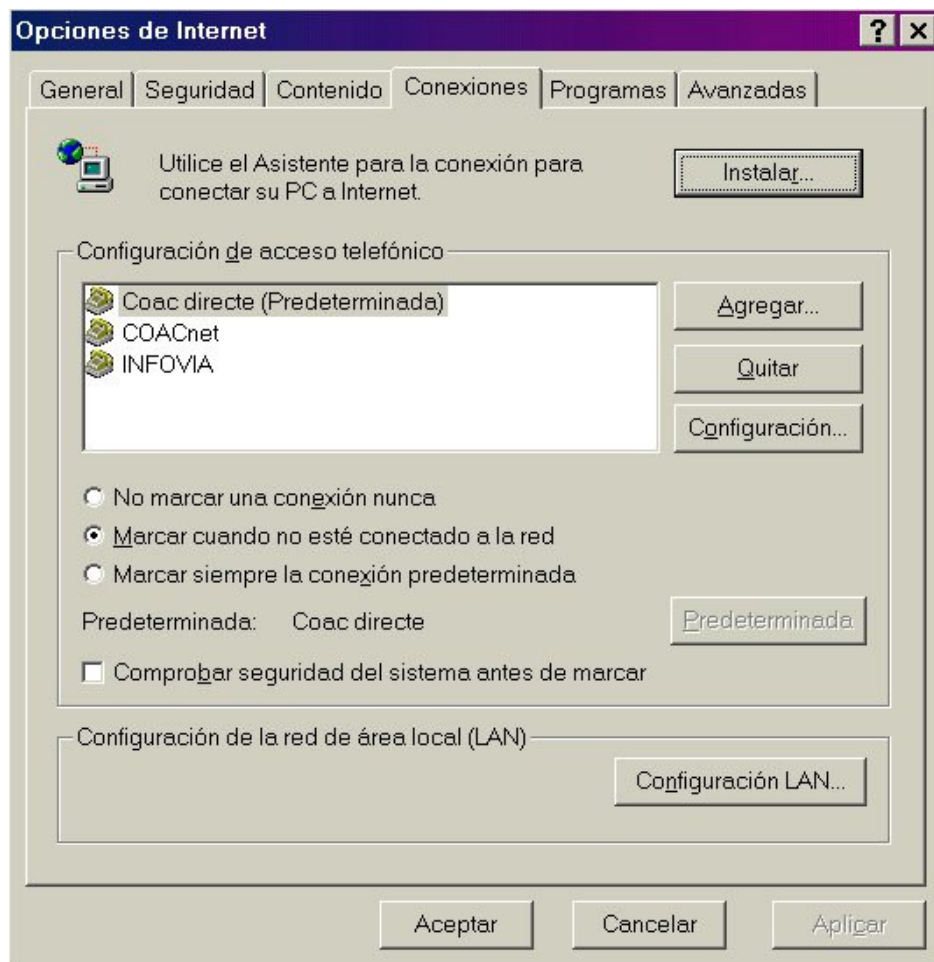 Opciones de Internet
General Seguridad Contenido Conexiones Programas Avanzadas
Utilice el Asistente para la conexión para
conectar su PC a Internet.
Instalar...
Configuración de acceso telefónico
Coac directe (Predeterminada)
COACnet
INFOVIA
Agregar...
Quitar
Configuración...
No marcar una conexión nunca
Marcar cuando no esté conectado a la red
Marcar siempre la conexión predeterminada
Predeterminada: Coac directe
Predeterminada
Comprobar seguridad del sistema antes de marcar
Configuración de la red de área local (LAN)
Configuración LAN...
Aceptar Cancelar Aplicar